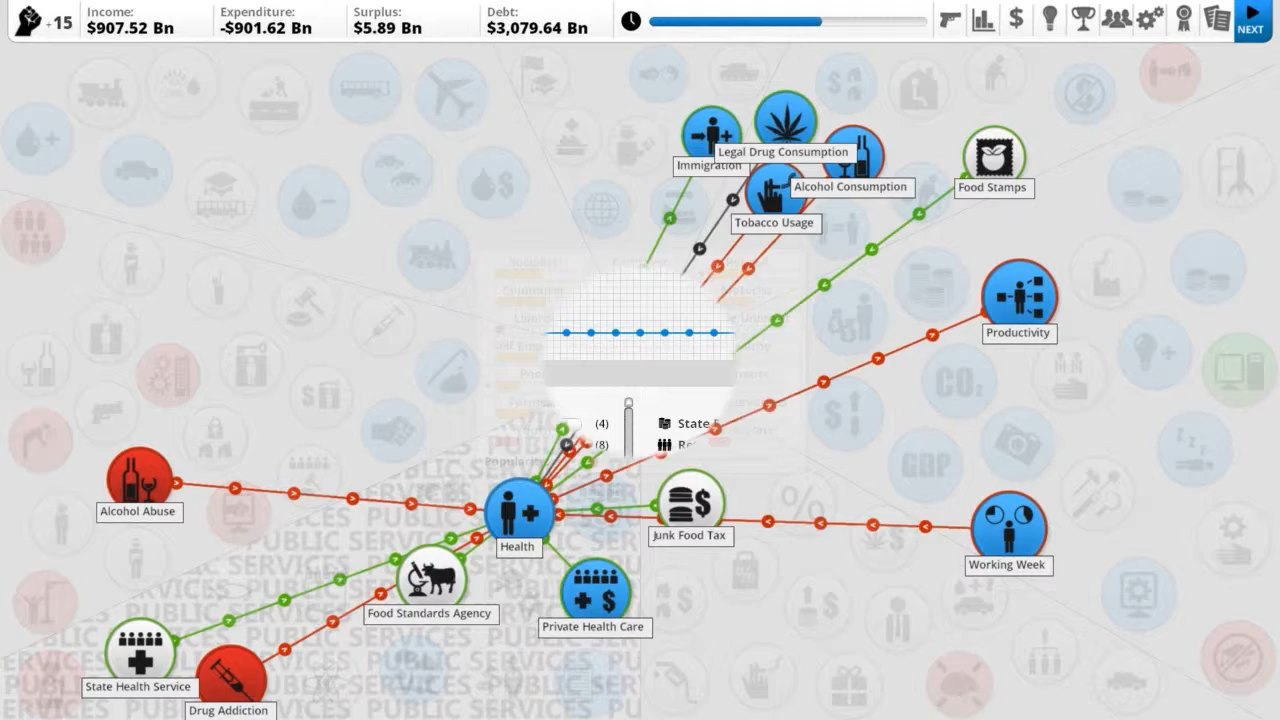 +15
Income:
$907.52 Bn
Expenditure:
-$901.62 Bn
Surplus:
$5.89 Bn
Debt:
$3,079.64 Bn
NEXT
Legal Drug Consumption
Immigration
Alcohol Consumption
Food Stamps
Tobacco Usage
Productivity
(4)
State
(8)
Alcohol Abuse
Health
Junk Food Tax
Working Week
Food Standards Agency
Private Health Care
State Health Service
Drug Addiction
CO₂
GDP
PUBLIC SERVICES